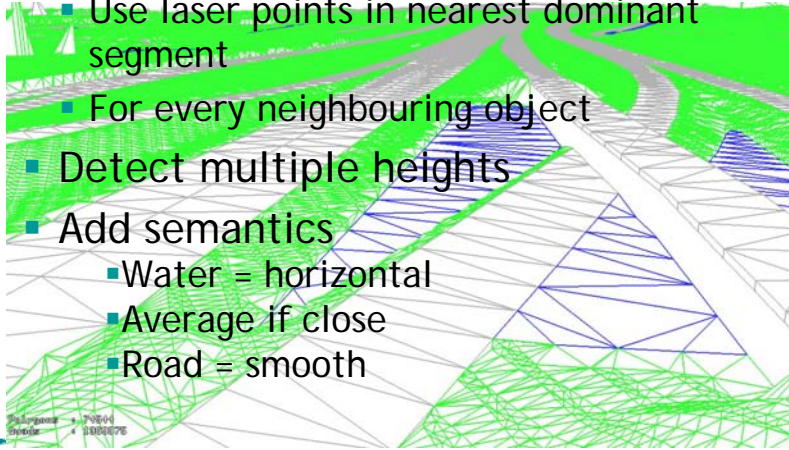 Use laser points in nearest dominant
segment
For every neighbouring object
Detect multiple heights
Add semantics
Water = horizontal
Average if close
Road = smooth